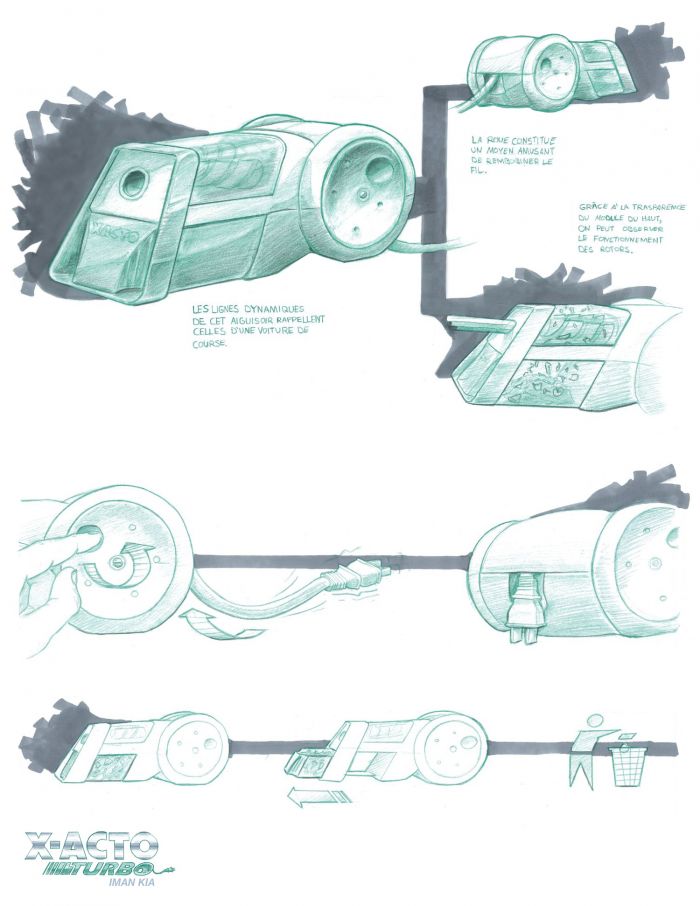 LA ROUE CONSTITUE
UN MOYEN AMUSANT
DE REMBOBINER LE
FIL.
GRÂCE À LA TRASPARENCE
DU MODULE DU HAUT,
ON PEUT OBSERVER
LE FONCTIONNEMENT
DES ROTORS.
X-ACTO
LES LIGNES DYNAMIQUES
DE CET AIGUISOIR RAPPELLENT
CELLES D'UNE VOITURE DE
COURSE.
X-ACTO
TURBO
IMAN KIA